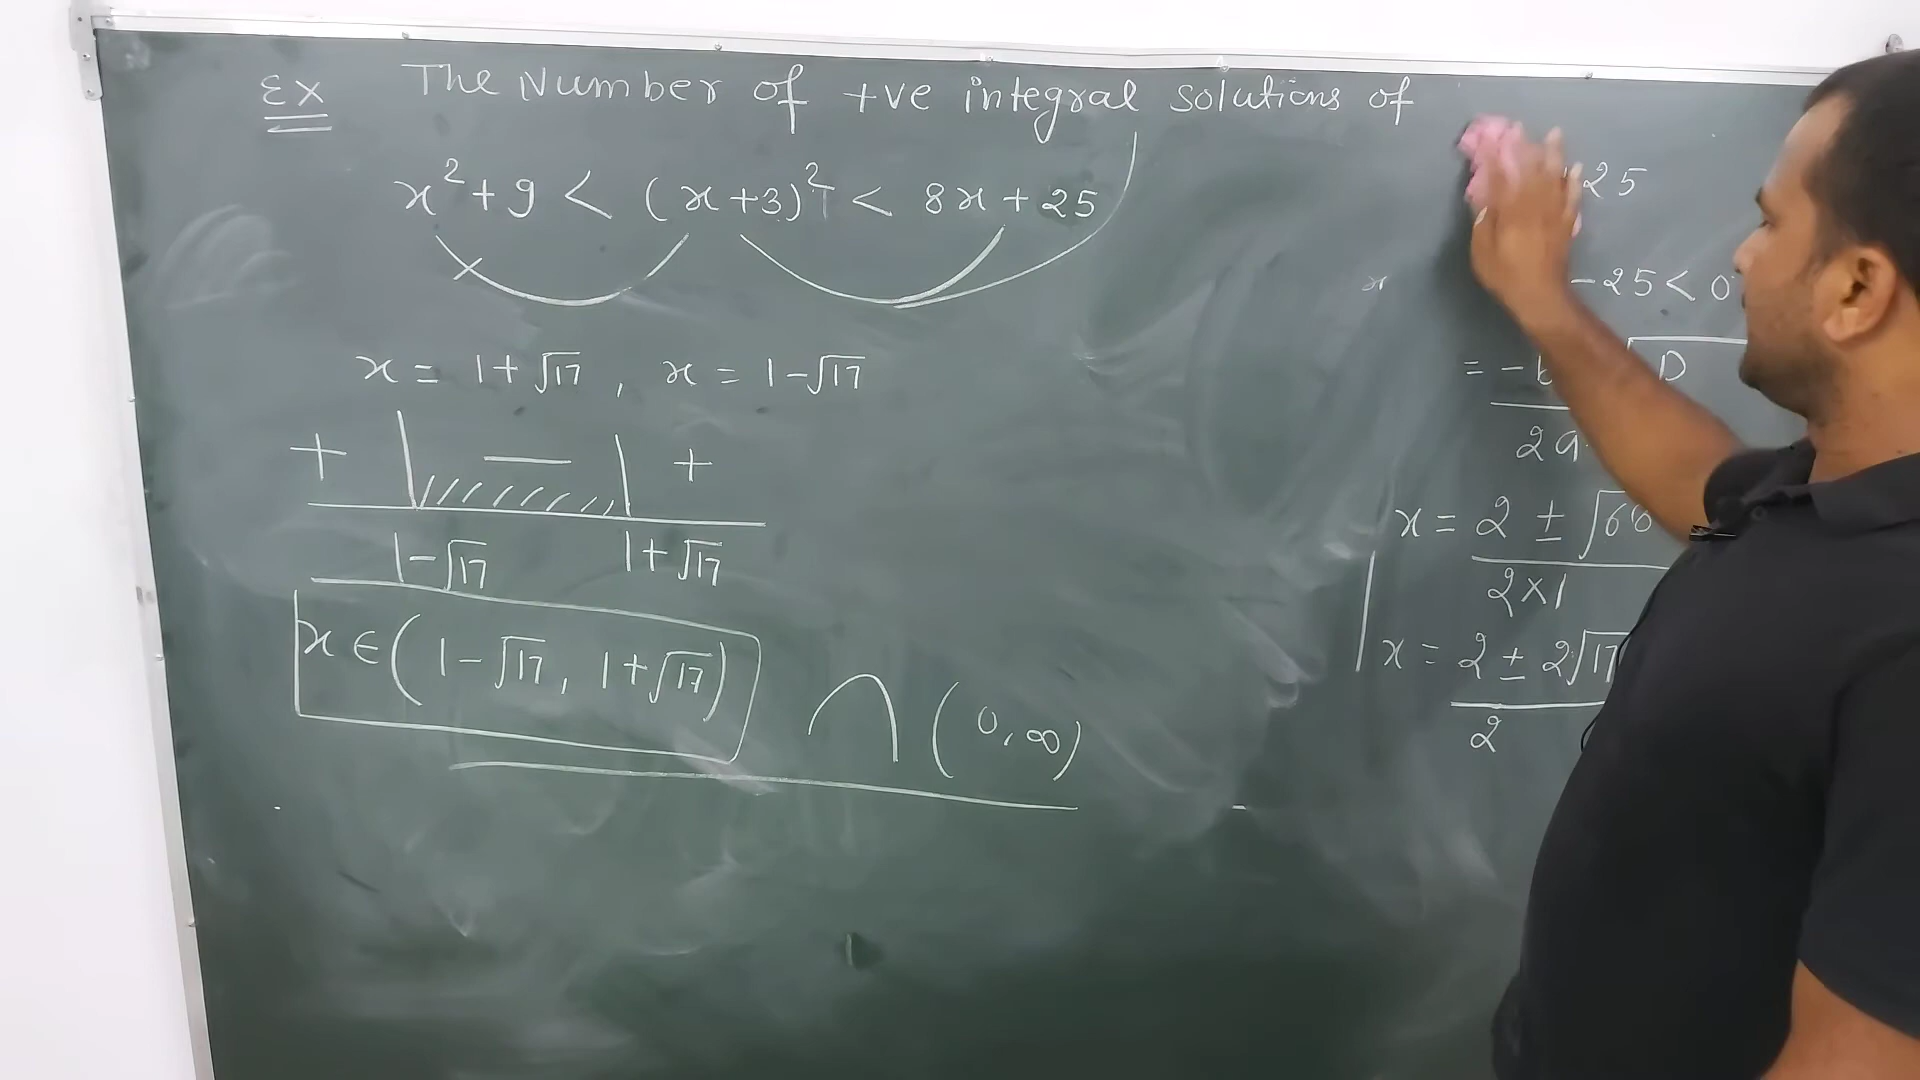 Ex The Number of +ve integral solutions of
x²+9 < (x+3)² < 8x+25
x = 1+√17 , x = 1-√17
+ — +
1-√17 1+√17
x ∈ (1-√17, 1+√17) ∩ (0, ∞)
25
x -25<0
= -b D
2a
x = 2 ± √68
2×1
x = 2 ± 2√17
2